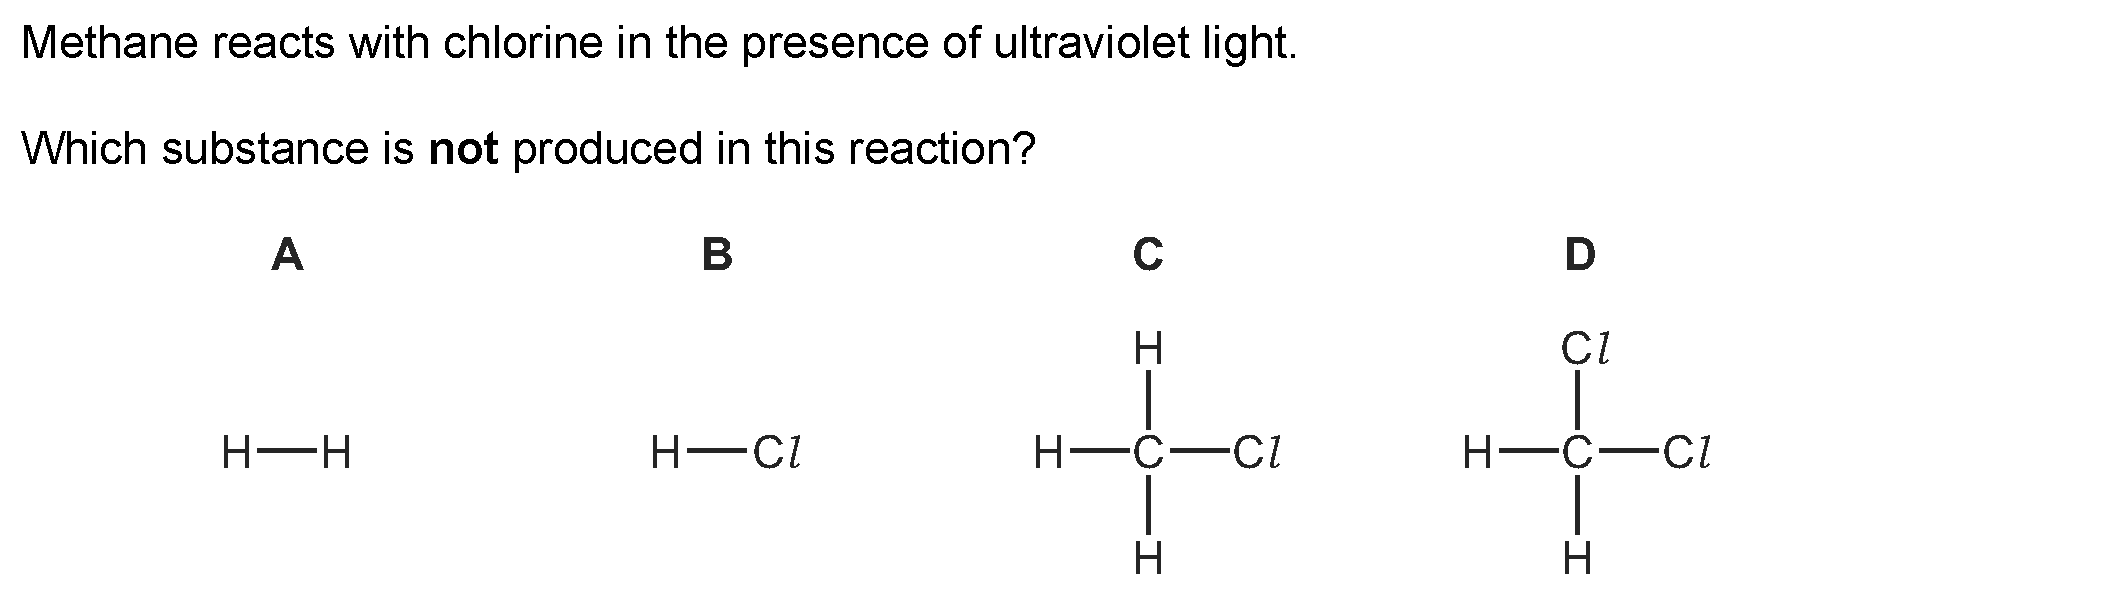 Methane reacts with chlorine in the presence of ultraviolet light.
Which substance is not produced in this reaction?
A B C D
H Cl
H—H H—Cl H—C—Cl H—C—Cl
H H